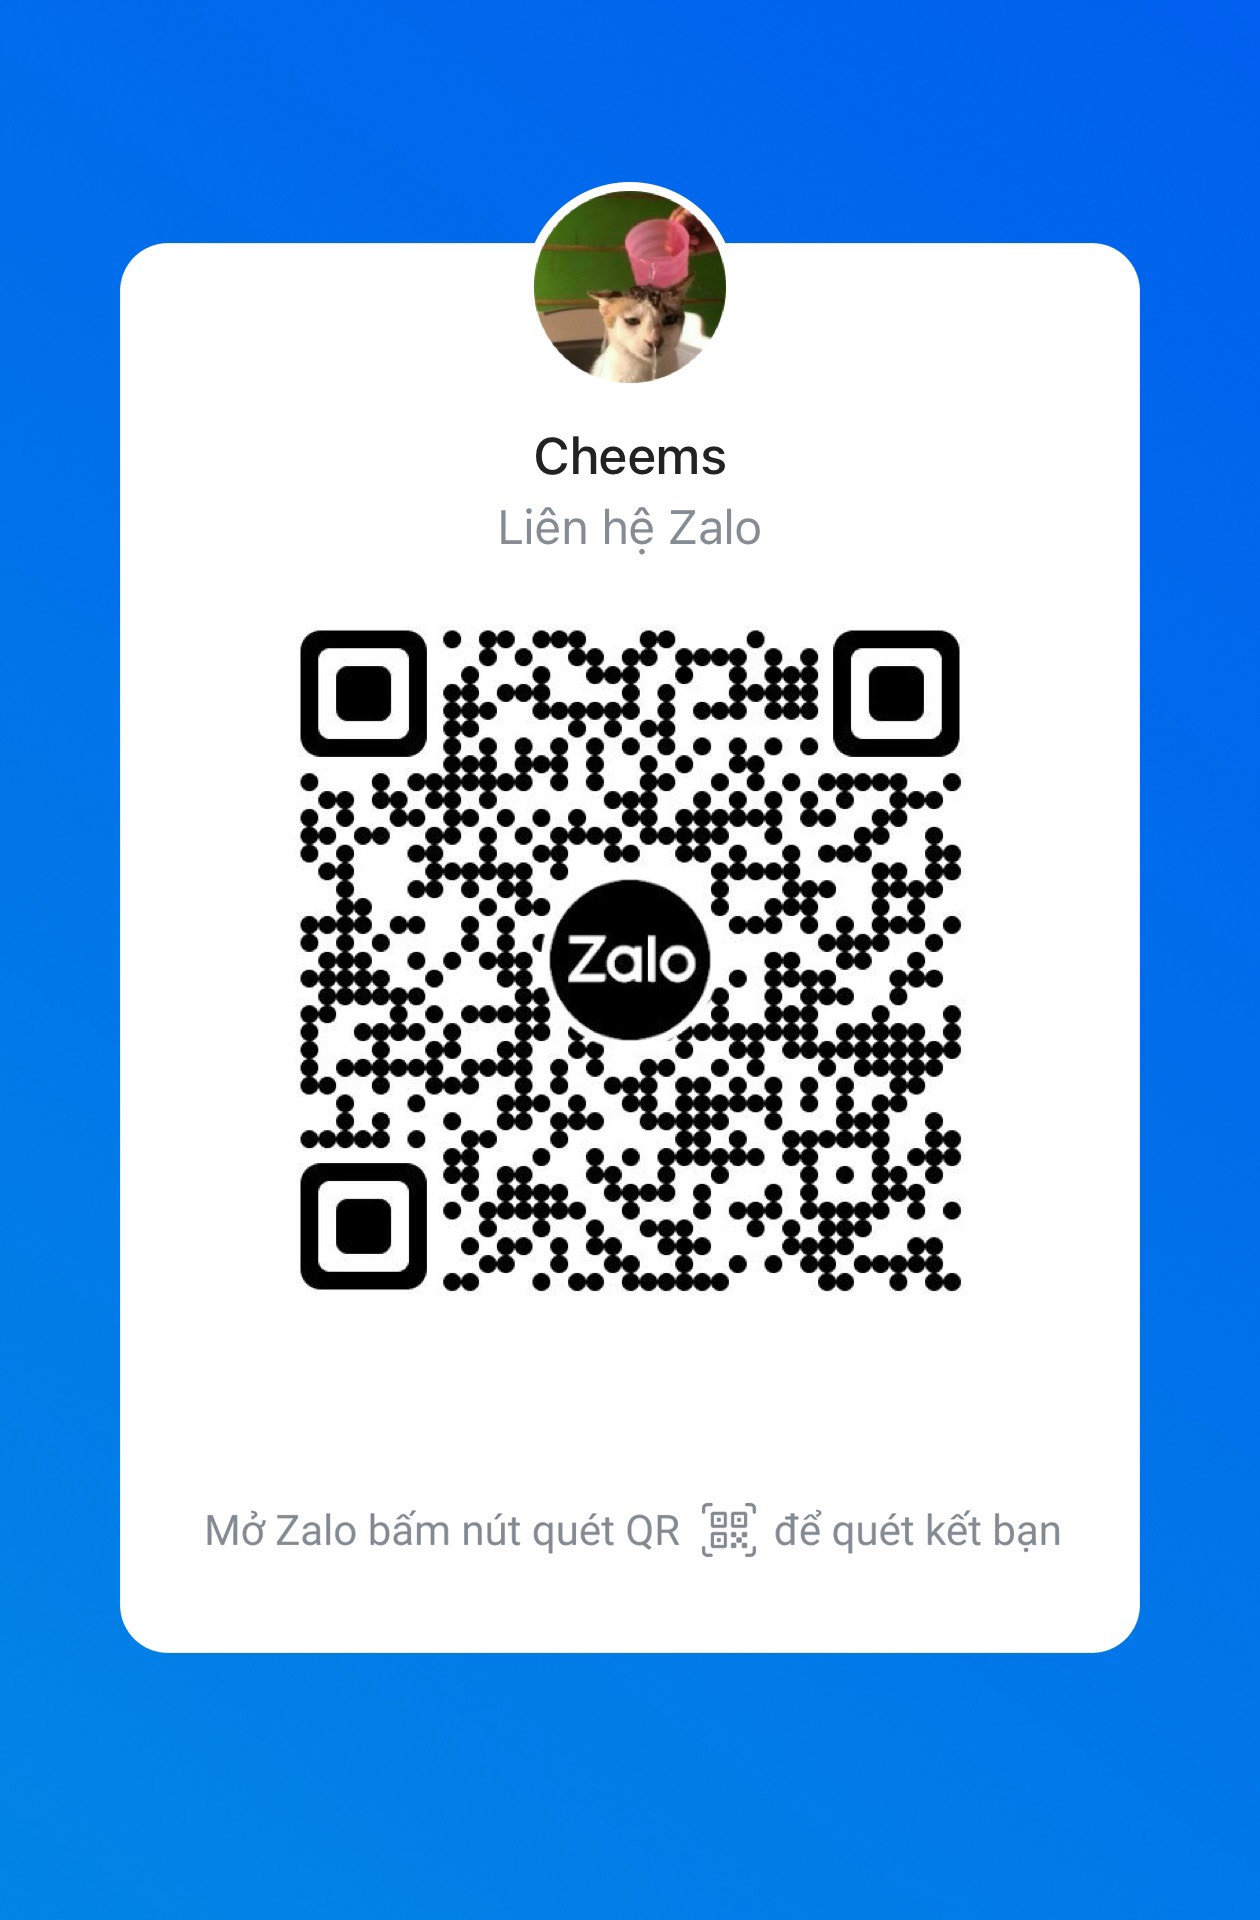 Cheems
Liên hệ Zalo
Zalo
Mở Zalo bấm nút quét QR để quét kết bạn